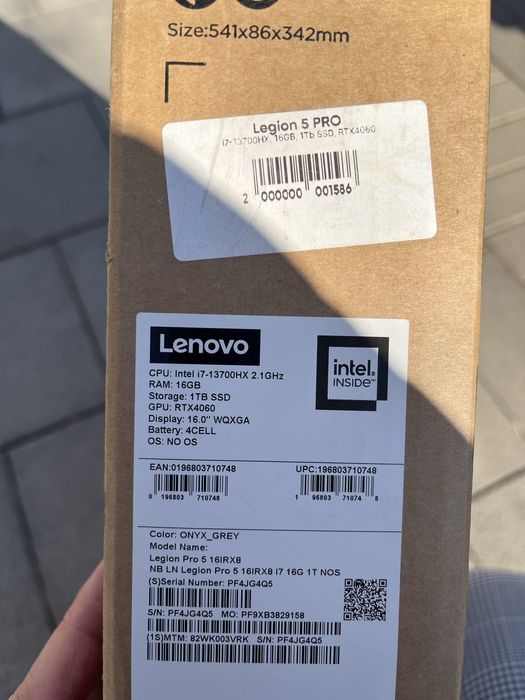 Size:541x86x342mm
Legion 5 PRO
i7-13700HX, 16GB, 1Tb SSD, RTX4060
2 000000 001586
Lenovo
intel.
INSIDE™
CPU: Intel i7-13700HX 2.1GHz
RAM: 16GB
Storage: 1TB SSD
GPU: RTX4060
Display: 16.0" WQXGA
Battery: 4CELL
OS: NO OS
EAN:0196803710748 UPC:196803710748
0 196803 710748 1 96803 71074 8
Color: ONYX_GREY
Model Name:
Legion Pro 5 16IRX8
NB LN Legion Pro 5 16IRX8 I7 16G 1T NOS
(S)Serial Number: PF4JG4Q5
S/N: PF4JG4Q5 MO: PF9XB3829158
(1S)MTM: 82WK003VRK S/N: PF4JG4Q5